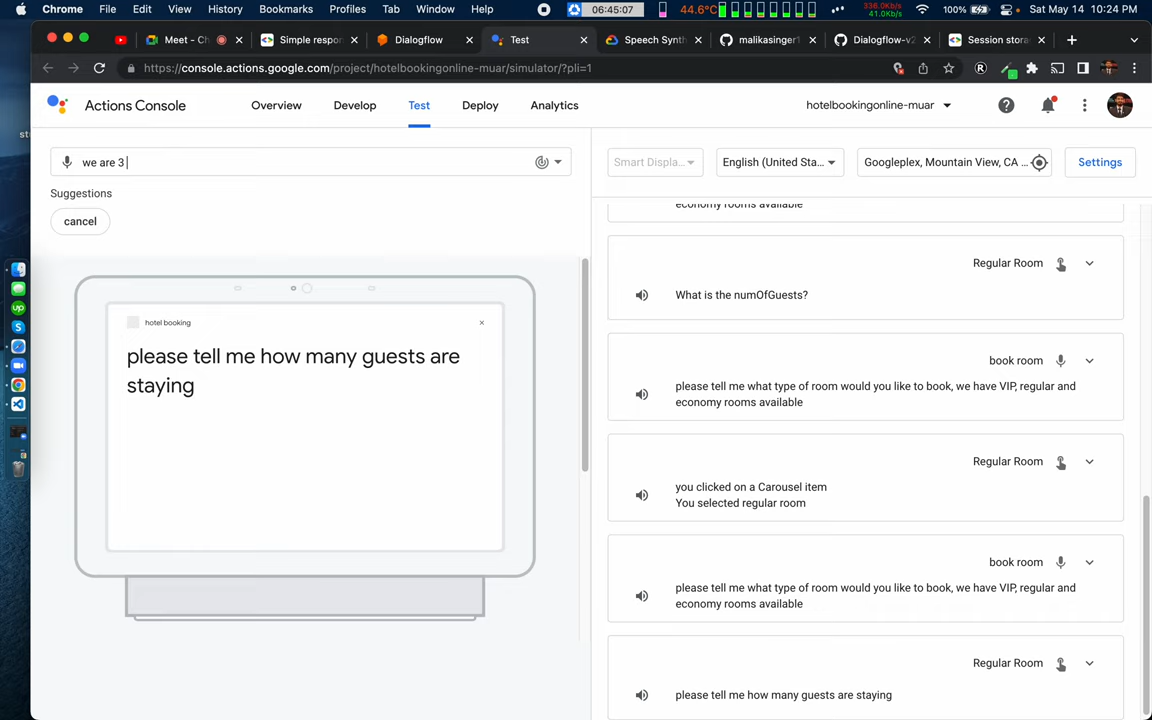 Chrome File Edit View History Bookmarks Profiles Tab Window Help 06:45:07 44.6°C 336.0Kb/s 41.0Kb/s 100% Sat May 14 10:24 PM
Meet - Ch Simple respon Dialogflow Test Speech Synth malikasinger1 Dialogflow-v2 Session stora
https://console.actions.google.com/project/hotelbookingonline-muar/simulator/?pli=1
Actions Console Overview Develop Test Deploy Analytics hotelbookingonline-muar
we are 3
Suggestions
cancel
hotel booking
please tell me how many guests are
staying
Smart Displa... English (United Sta... Googleplex, Mountain View, CA ... Settings
economy rooms available
Regular Room
What is the numOfGuests?
book room
please tell me what type of room would you like to book, we have VIP, regular and
economy rooms available
Regular Room
you clicked on a Carousel item
You selected regular room
book room
please tell me what type of room would you like to book, we have VIP, regular and
economy rooms available
Regular Room
please tell me how many guests are staying